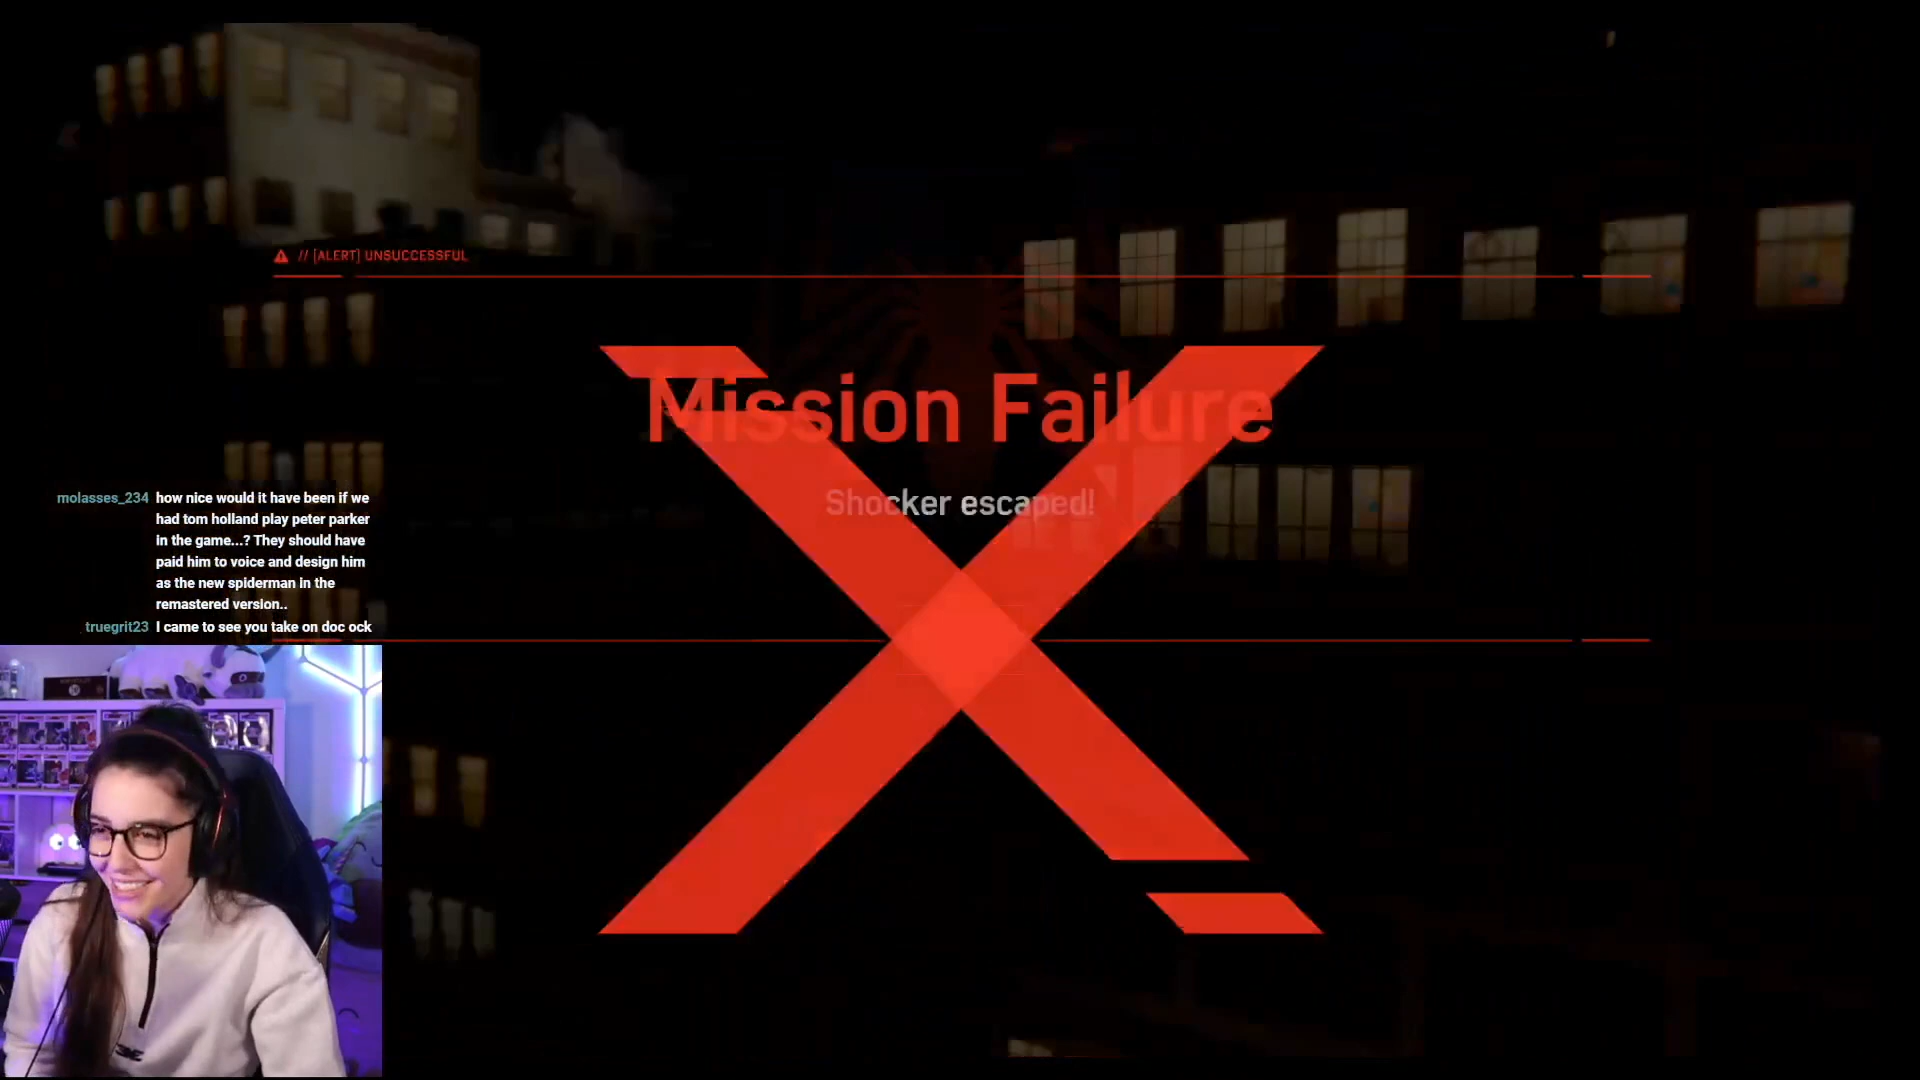 // [ALERT] UNSUCCESSFUL
Mission Failure
Shocker escaped!
molasses_234 how nice would it have been if we
had tom holland play peter parker
in the game...? They should have
paid him to voice and design him
as the new spiderman in the
remastered version..
truegrit23 I came to see you take on doc ock